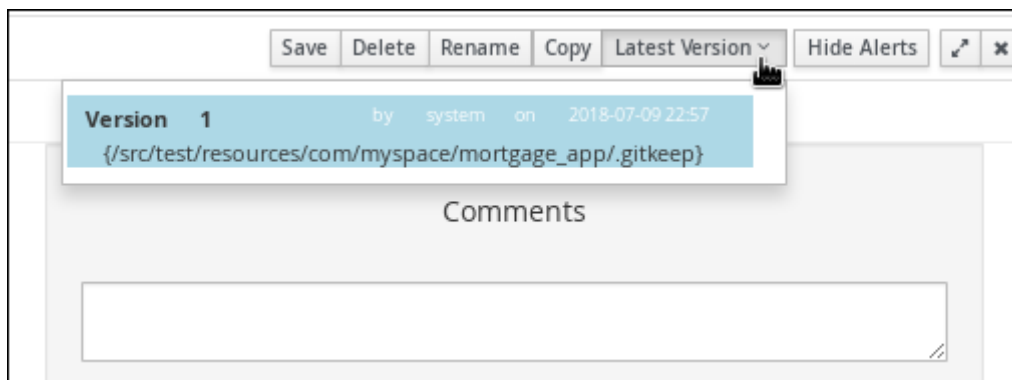 Save Delete Rename Copy Latest Version Hide Alerts
Version 1 by system on 2018-07-09 22:57
{/src/test/resources/com/myspace/mortgage_app/.gitkeep}
Comments